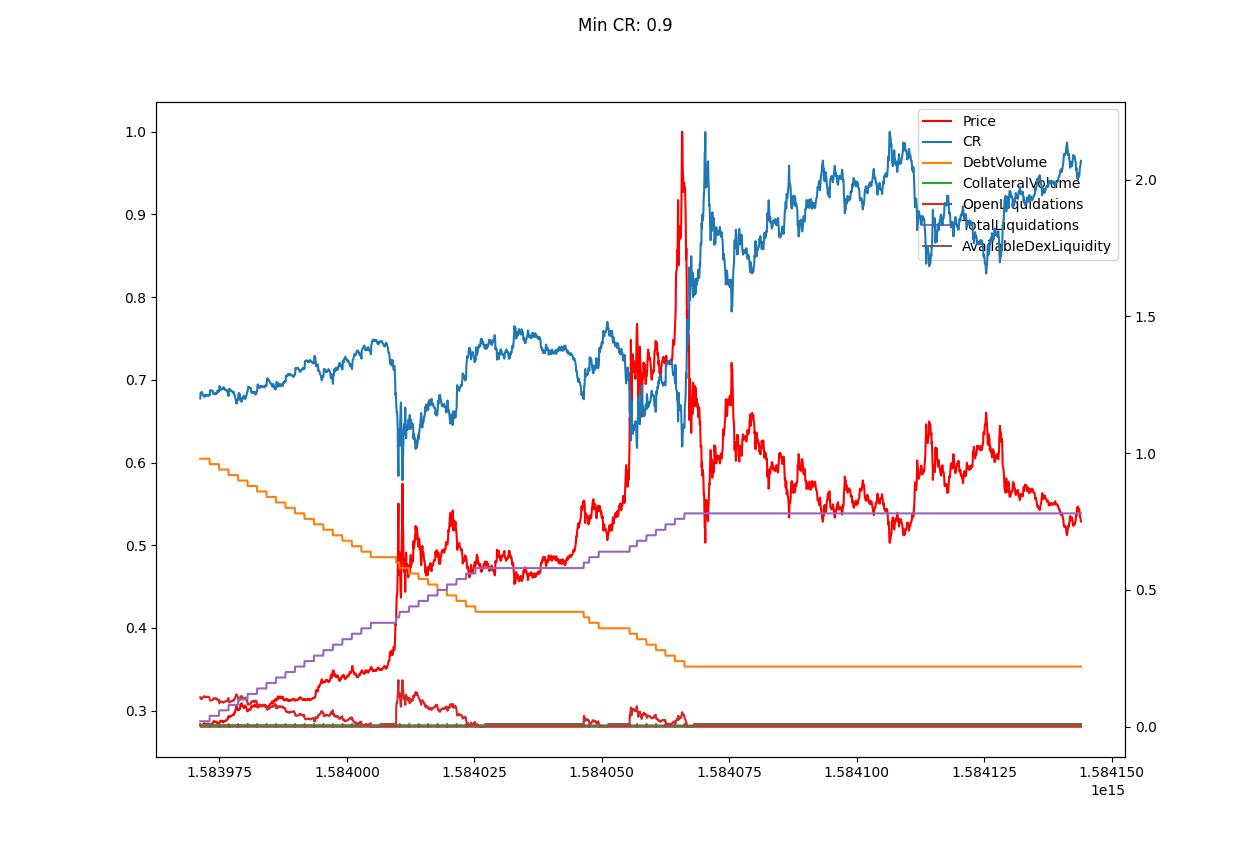 Min CR: 0.9
Price
CR
DebtVolume
CollateralVolume
OpenLiquidations
TotalLiquidations
AvailableDexLiquidity
1.0
0.9
0.8
0.7
0.6
0.5
0.4
0.3
2.0
1.5
1.0
0.5
0.0
1.583975
1.584000
1.584025
1.584050
1.584075
1.584100
1.584125
1.584150
1e15